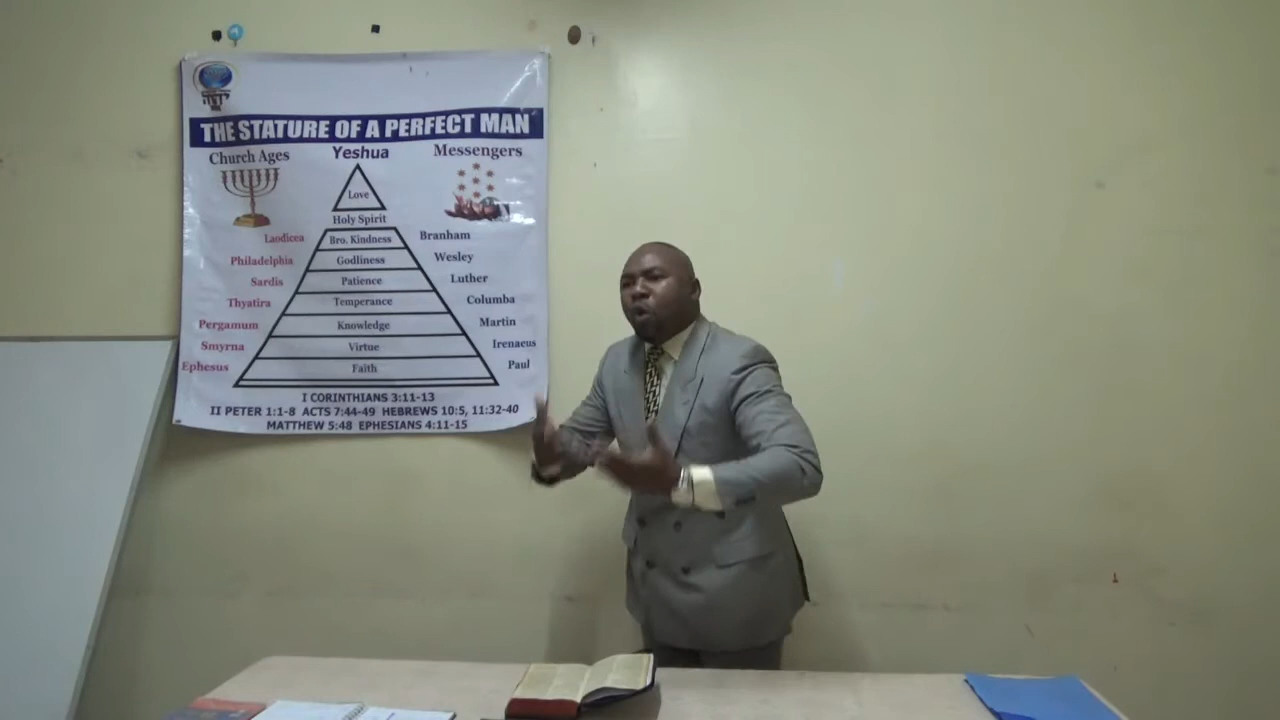 THE STATURE OF A PERFECT MAN
Church Ages Yeshua Messengers
Love
Holy Spirit
Laodicea Bro. Kindness Branham
Philadelphia Godliness Wesley
Sardis Patience Luther
Thyatira Temperance Columba
Pergamum Knowledge Martin
Smyrna Virtue Irenaeus
Ephesus Faith Paul
I CORINTHIANS 3:11-13
II PETER 1:1-8 ACTS 7:44-49 HEBREWS 10:5, 11:32-40
MATTHEW 5:48 EPHESIANS 4:11-15